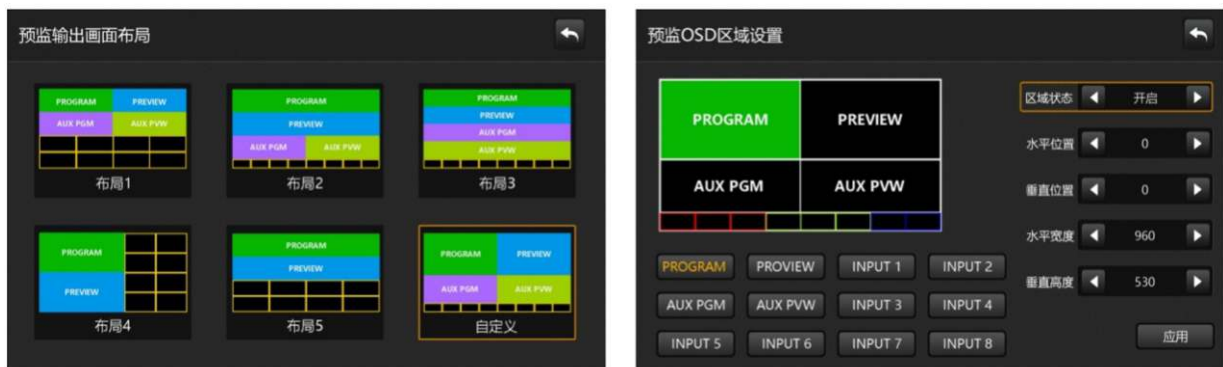 预监输出画面布局
PROGRAM PREVIEW
AUX PGM AUX PVW
布局1
PROGRAM
PREVIEW
AUX PGM AUX PVW
布局2
PROGRAM
PREVIEW
AUX PGM
AUX PVW
布局3
PROGRAM
PREVIEW
布局4
PROGRAM
PREVIEW
布局5
PROGRAM PREVIEW
AUX PGM AUX PVW
自定义
预监OSD区域设置
PROGRAM PREVIEW
AUX PGM AUX PVW
PROGRAM PROVIEW INPUT 1 INPUT 2
AUX PGM AUX PVW INPUT 3 INPUT 4
INPUT 5 INPUT 6 INPUT 7 INPUT 8
区域状态 开启
水平位置 0
垂直位置 0
水平宽度 960
垂直高度 530
应用